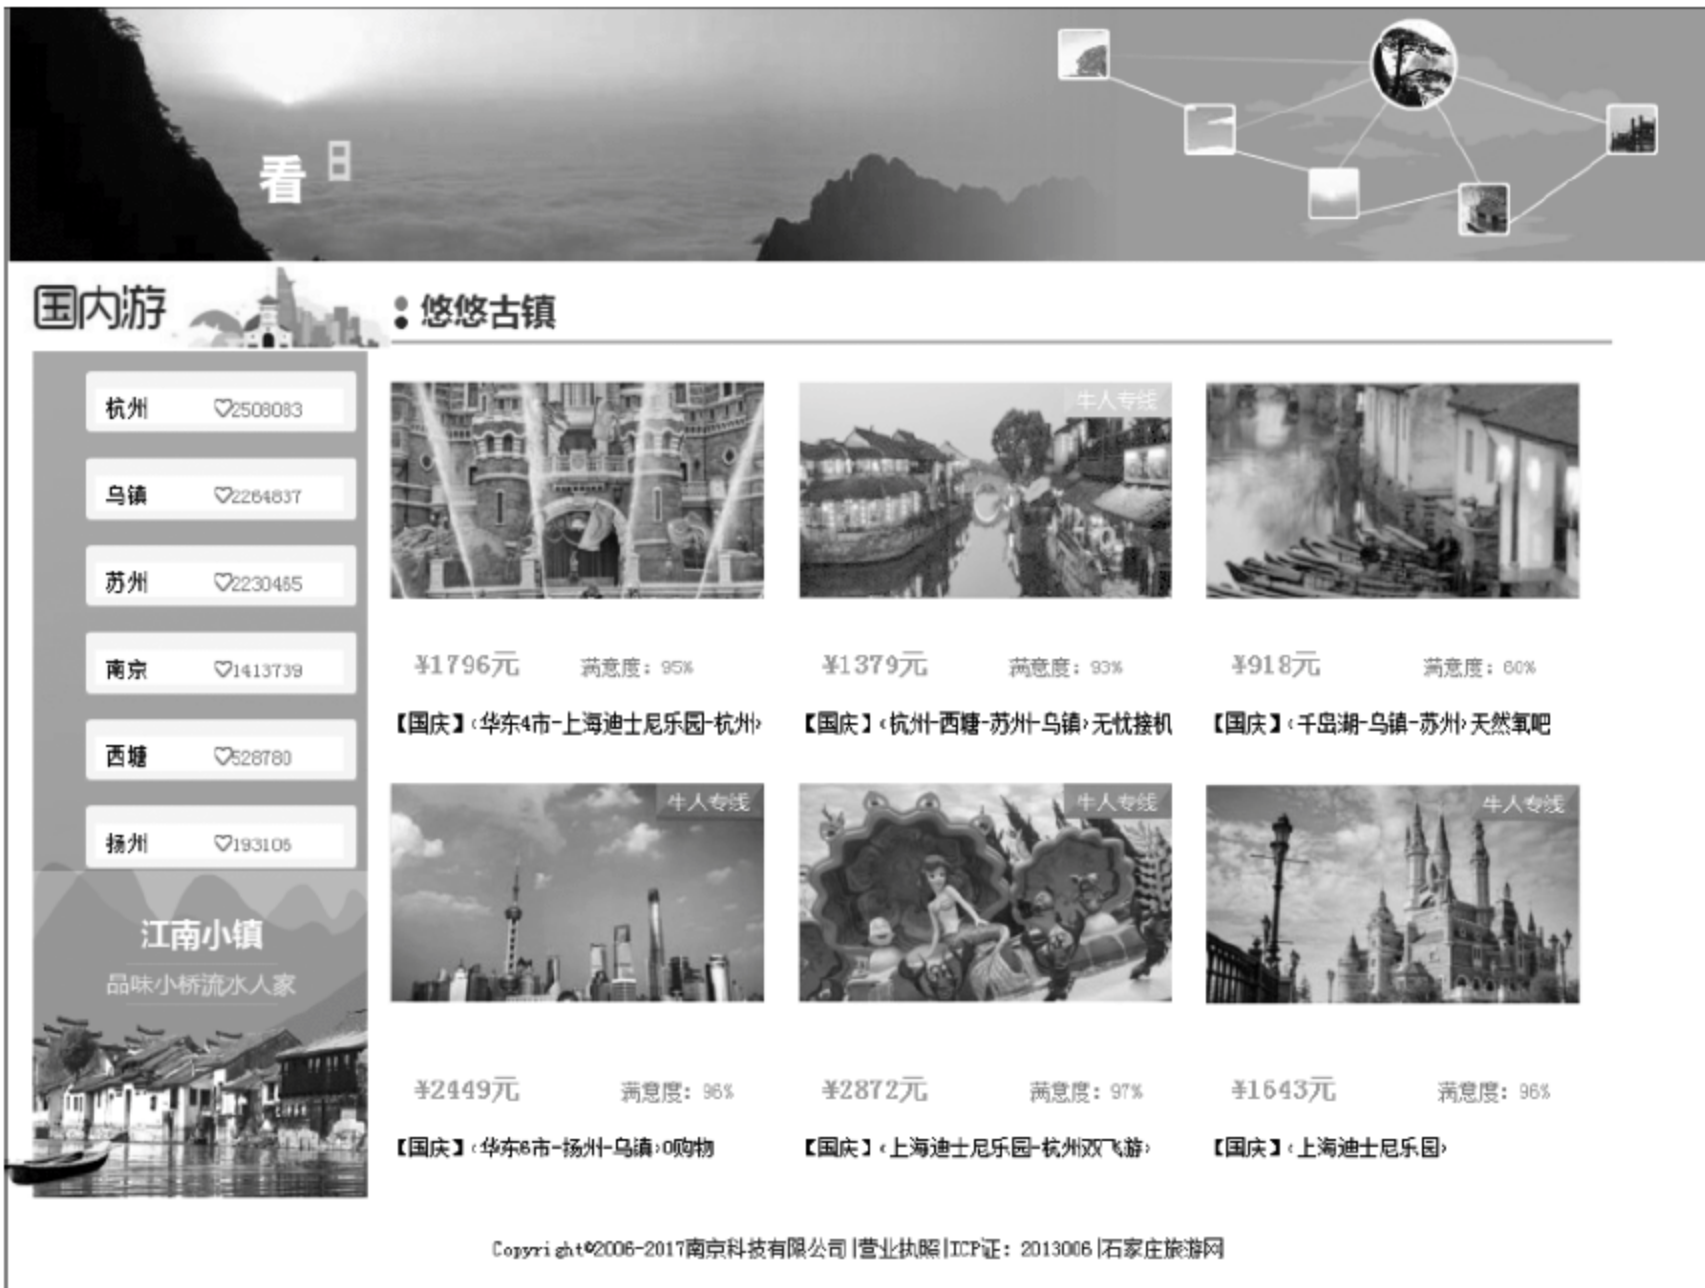 看
日
国内游
悠悠古镇
杭州 ♡2508083
乌镇 ♡2264837
苏州 ♡2230465
南京 ♡1413739
西塘 ♡528780
扬州 ♡193106
江南小镇
品味小桥流水人家
牛人专线
¥1796元 满意度：95%
¥1379元 满意度：93%
¥918元 满意度：60%
【国庆】<华东4市-上海迪士尼乐园-杭州>
【国庆】<杭州-西塘-苏州-乌镇>无忧接机
【国庆】<千岛湖-乌镇-苏州>天然氧吧
牛人专线
牛人专线
牛人专线
¥2449元 满意度：96%
¥2872元 满意度：97%
¥1643元 满意度：96%
【国庆】<华东6市-扬州-乌镇>0购物
【国庆】<上海迪士尼乐园-杭州双飞游>
【国庆】<上海迪士尼乐园>
Copyright©2006-2017南京科技有限公司|营业执照|ICP证：2013006|石家庄旅游网